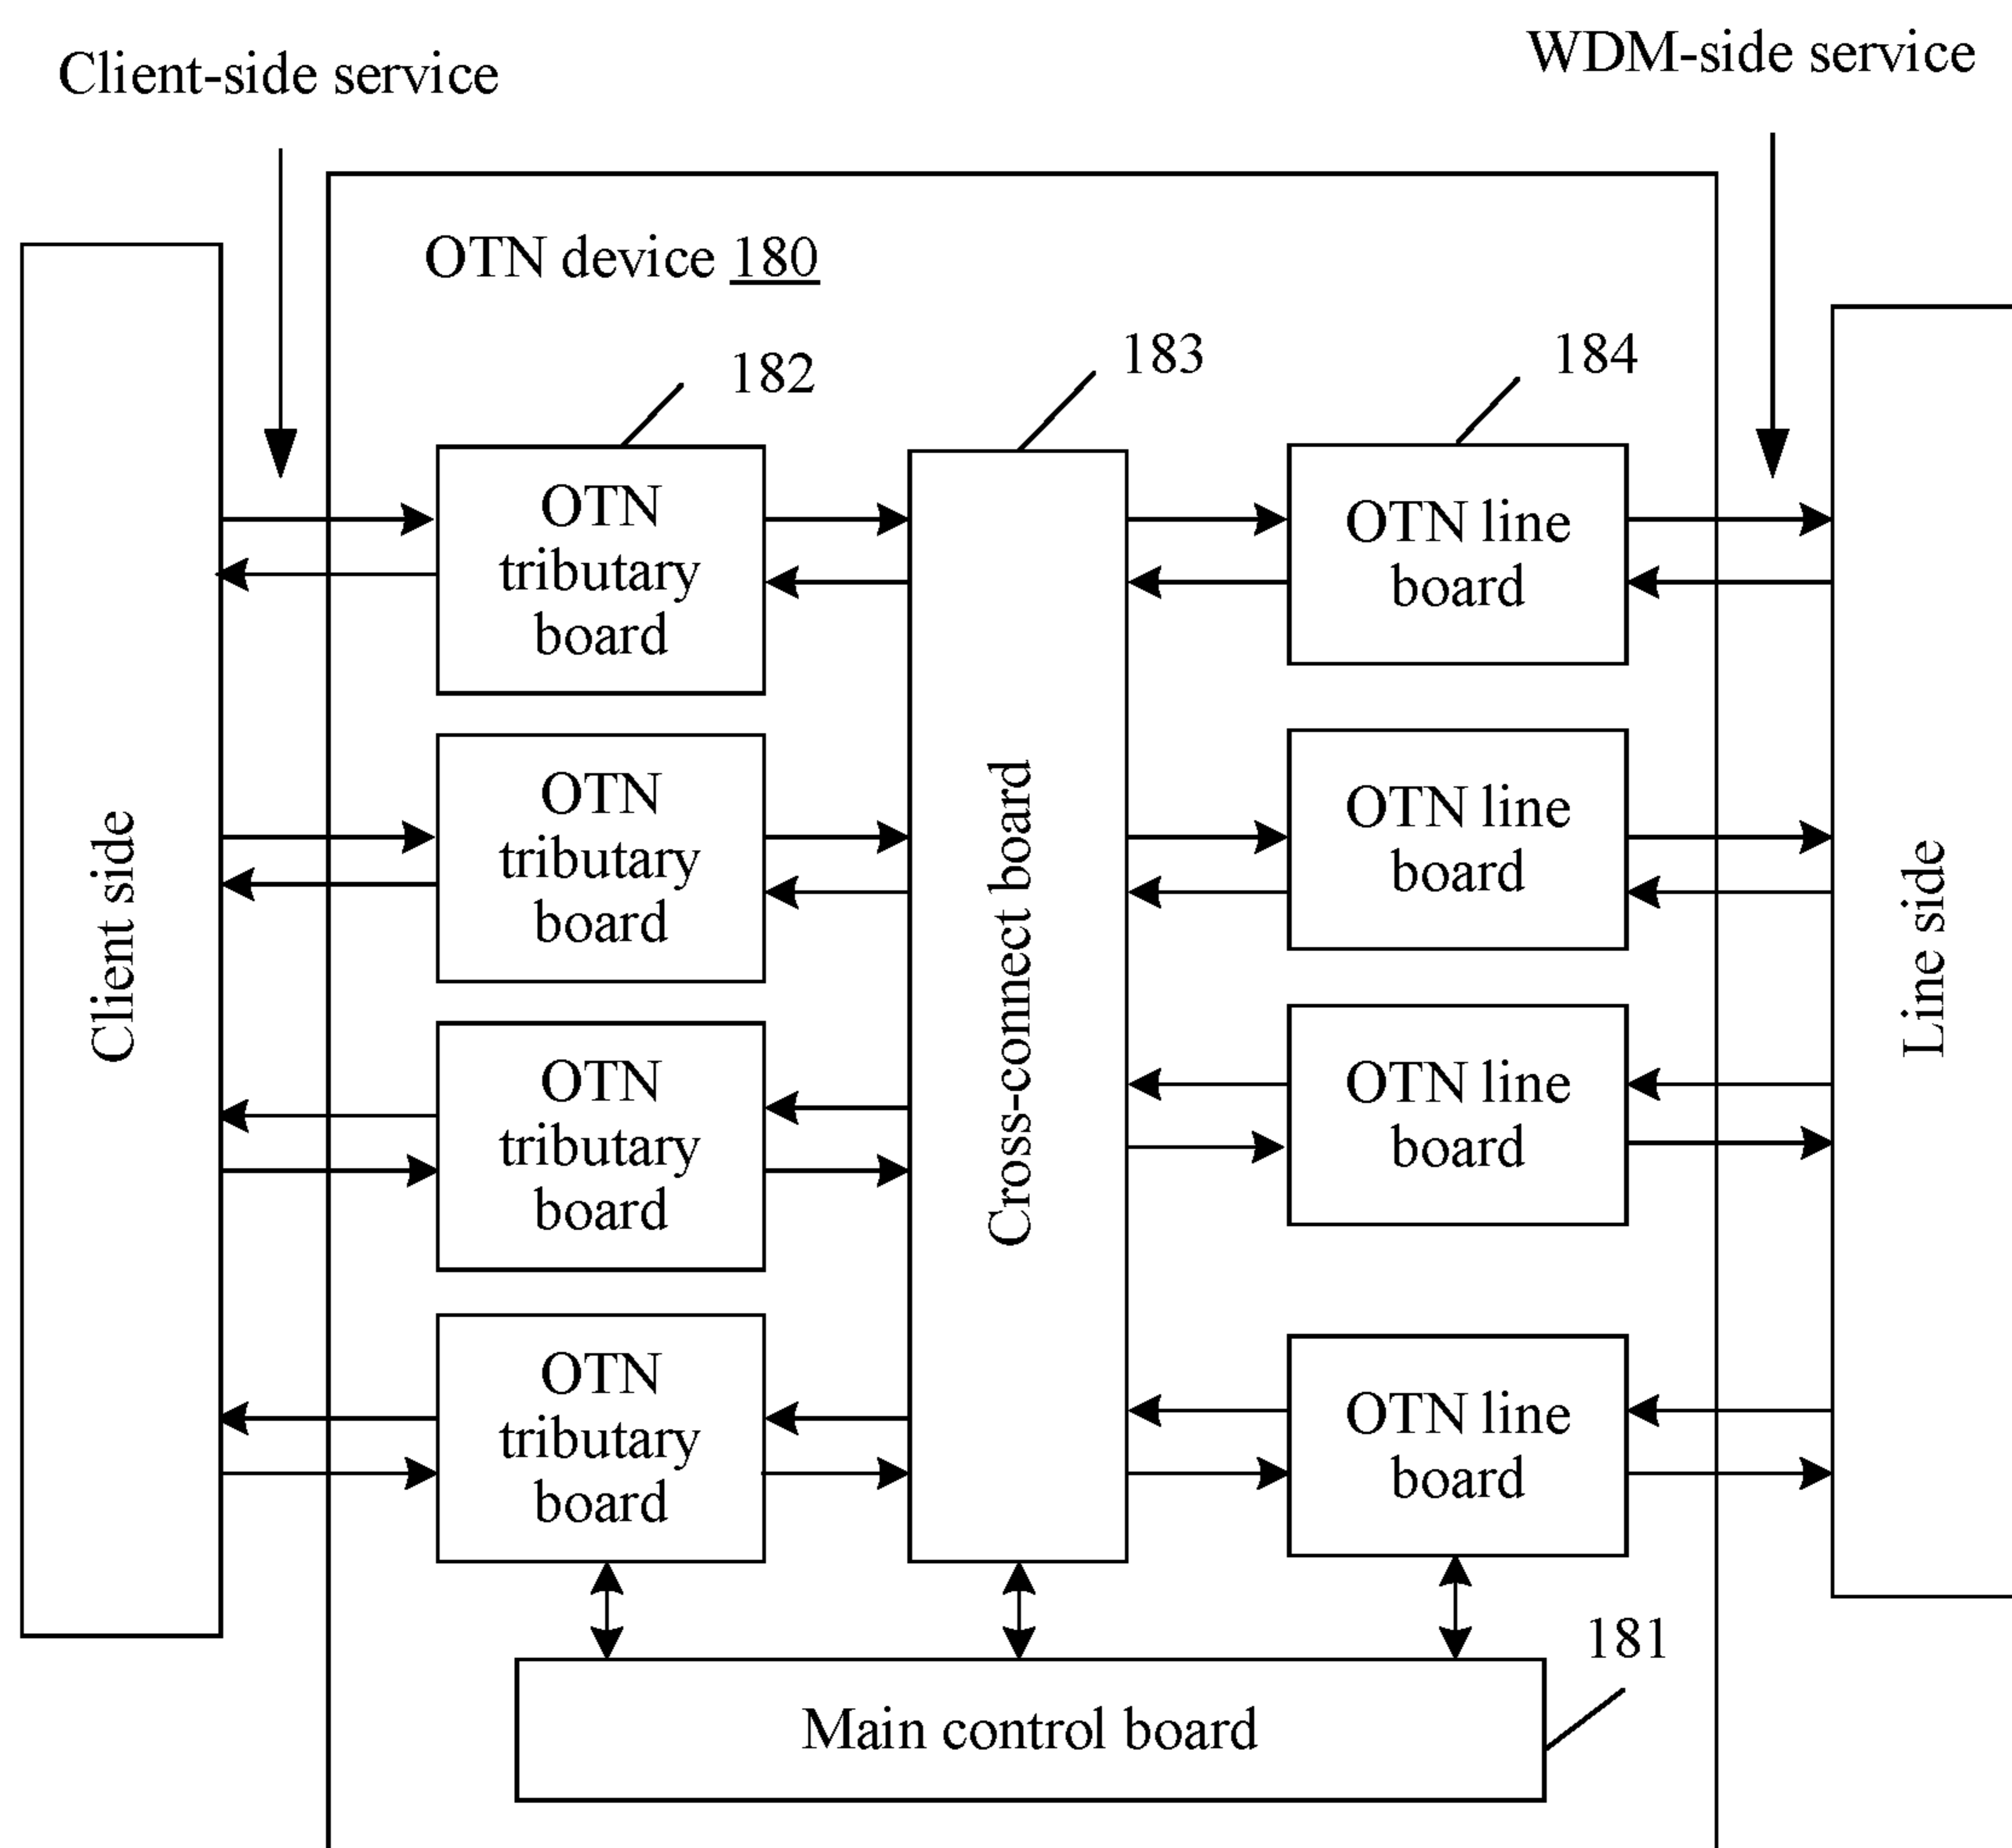 Client-side service
WDM-side service
OTN device 180
182
183
184
OTN
tributary
board
OTN line
board
OTN
tributary
board
OTN line
board
OTN
tributary
board
OTN line
board
OTN
tributary
board
OTN line
board
Client side
Cross-connect board
Line side
181
Main control board